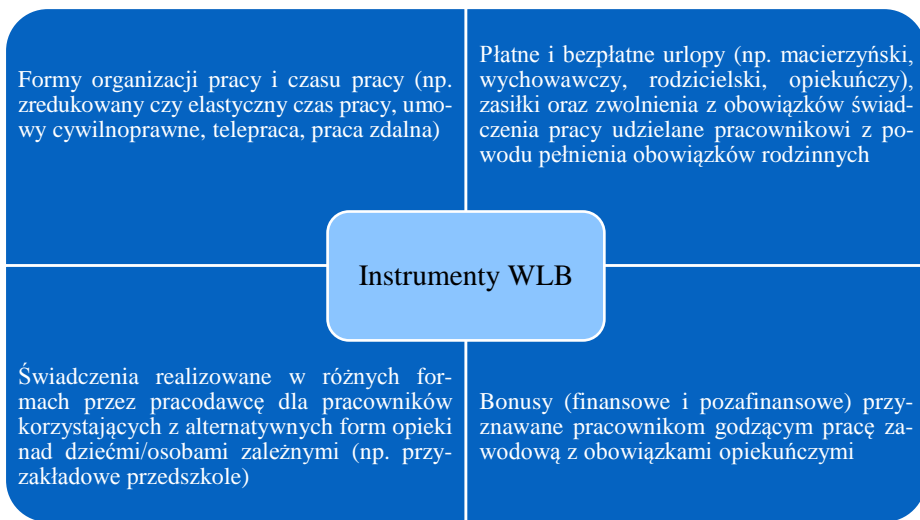 Formy organizacji pracy i czasu pracy (np.
zredukowany czy elastyczny czas pracy, umo-
wy cywilnoprawne, telepraca, praca zdalna)
Płatne i bezpłatne urlopy (np. macierzyński,
wychowawczy, rodzicielski, opiekuńczy),
zasiłki oraz zwolnienia z obowiązków świad-
czenia pracy udzielane pracownikowi z po-
wodu pełnienia obowiązków rodzinnych
Instrumenty WLB
Świadczenia realizowane w różnych for-
mach przez pracodawcę dla pracowników
korzystających z alternatywnych form opieki
nad dziećmi/osobami zależnymi (np. przy-
zakładowe przedszkole)
Bonusy (finansowe i pozafinansowe) przy-
znawane pracownikom godzącym pracę za-
wodową z obowiązkami opiekuńczymi